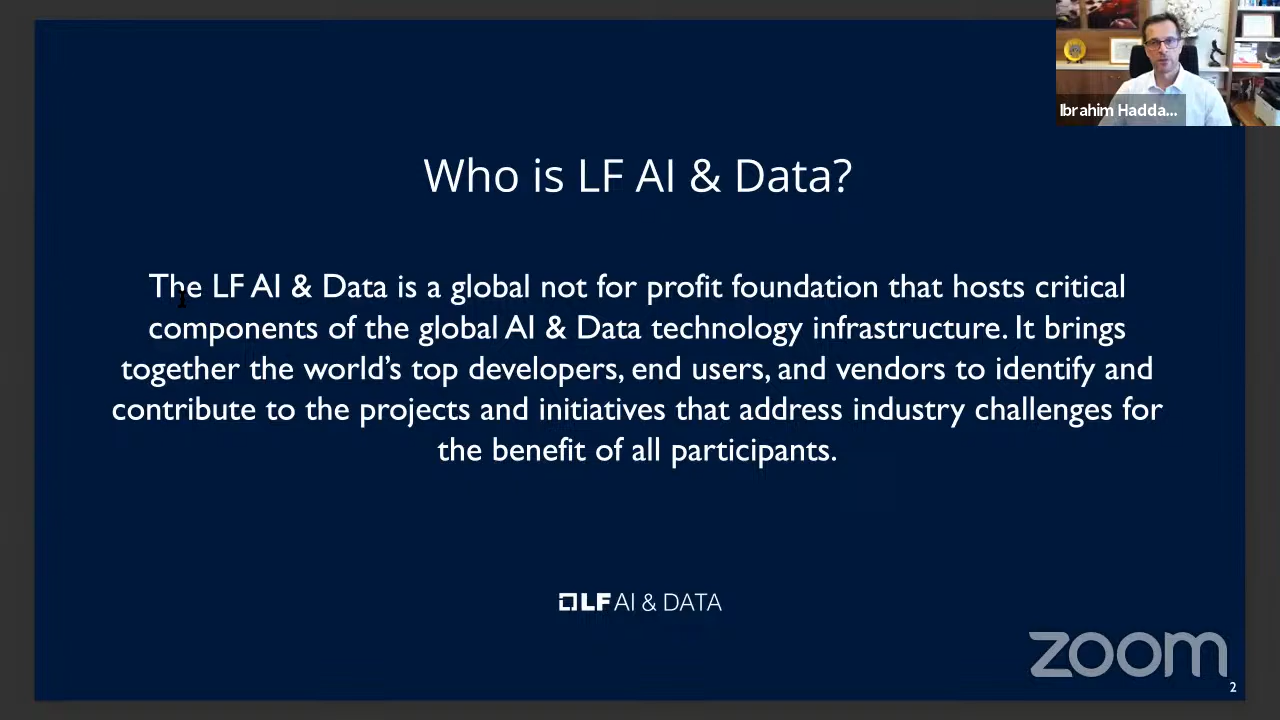 Ibrahim Hadda...
Who is LF AI & Data?
The LF AI & Data is a global not for profit foundation that hosts critical
components of the global AI & Data technology infrastructure. It brings
together the world’s top developers, end users, and vendors to identify and
contribute to the projects and initiatives that address industry challenges for
the benefit of all participants.
LF AI & DATA
zoom
2